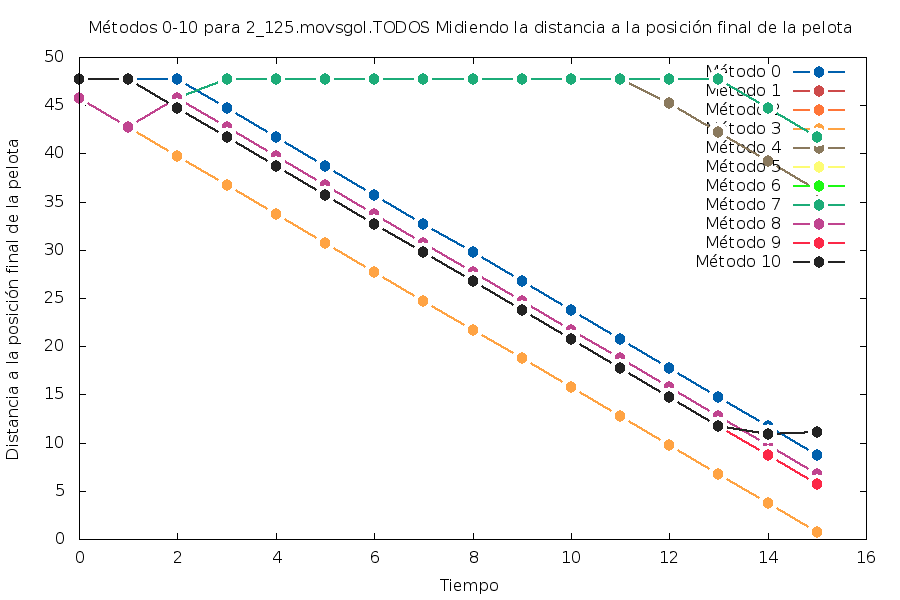 Métodos 0-10 para 2_125.movsgol.TODOS Midiendo la distancia a la posición final de la pelota
50
45
40
35
30
25
20
15
10
5
0
Distancia a la posición final de la pelota
Método 0
Método 1
Método 2
Método 3
Método 4
Método 5
Método 6
Método 7
Método 8
Método 9
Método 10
0 2 4 6 8 10 12 14 16
Tiempo